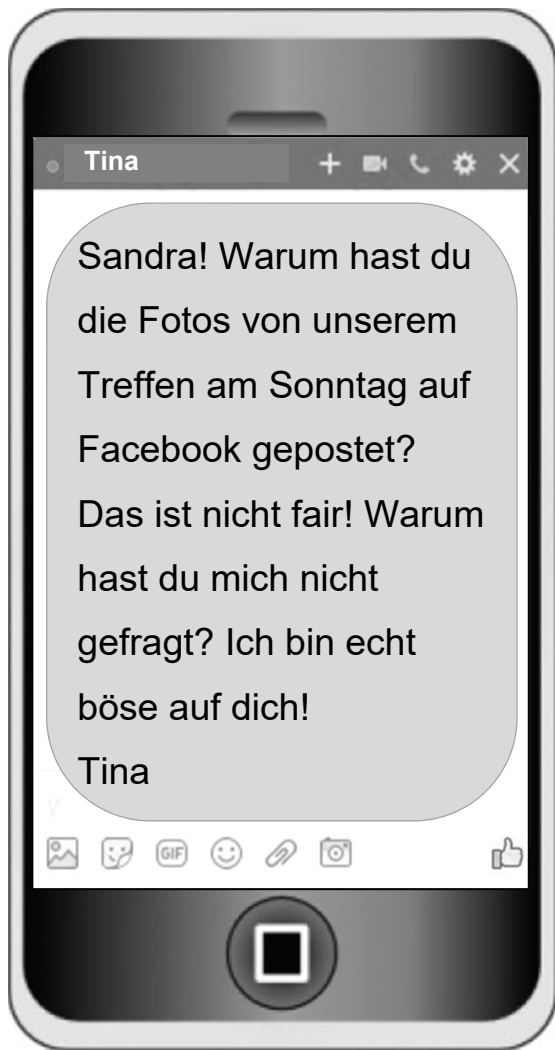 Tina
Sandra! Warum hast du
die Fotos von unserem
Treffen am Sonntag auf
Facebook gepostet?
Das ist nicht fair! Warum
hast du mich nicht
gefragt? Ich bin echt
böse auf dich!
Tina
GIF